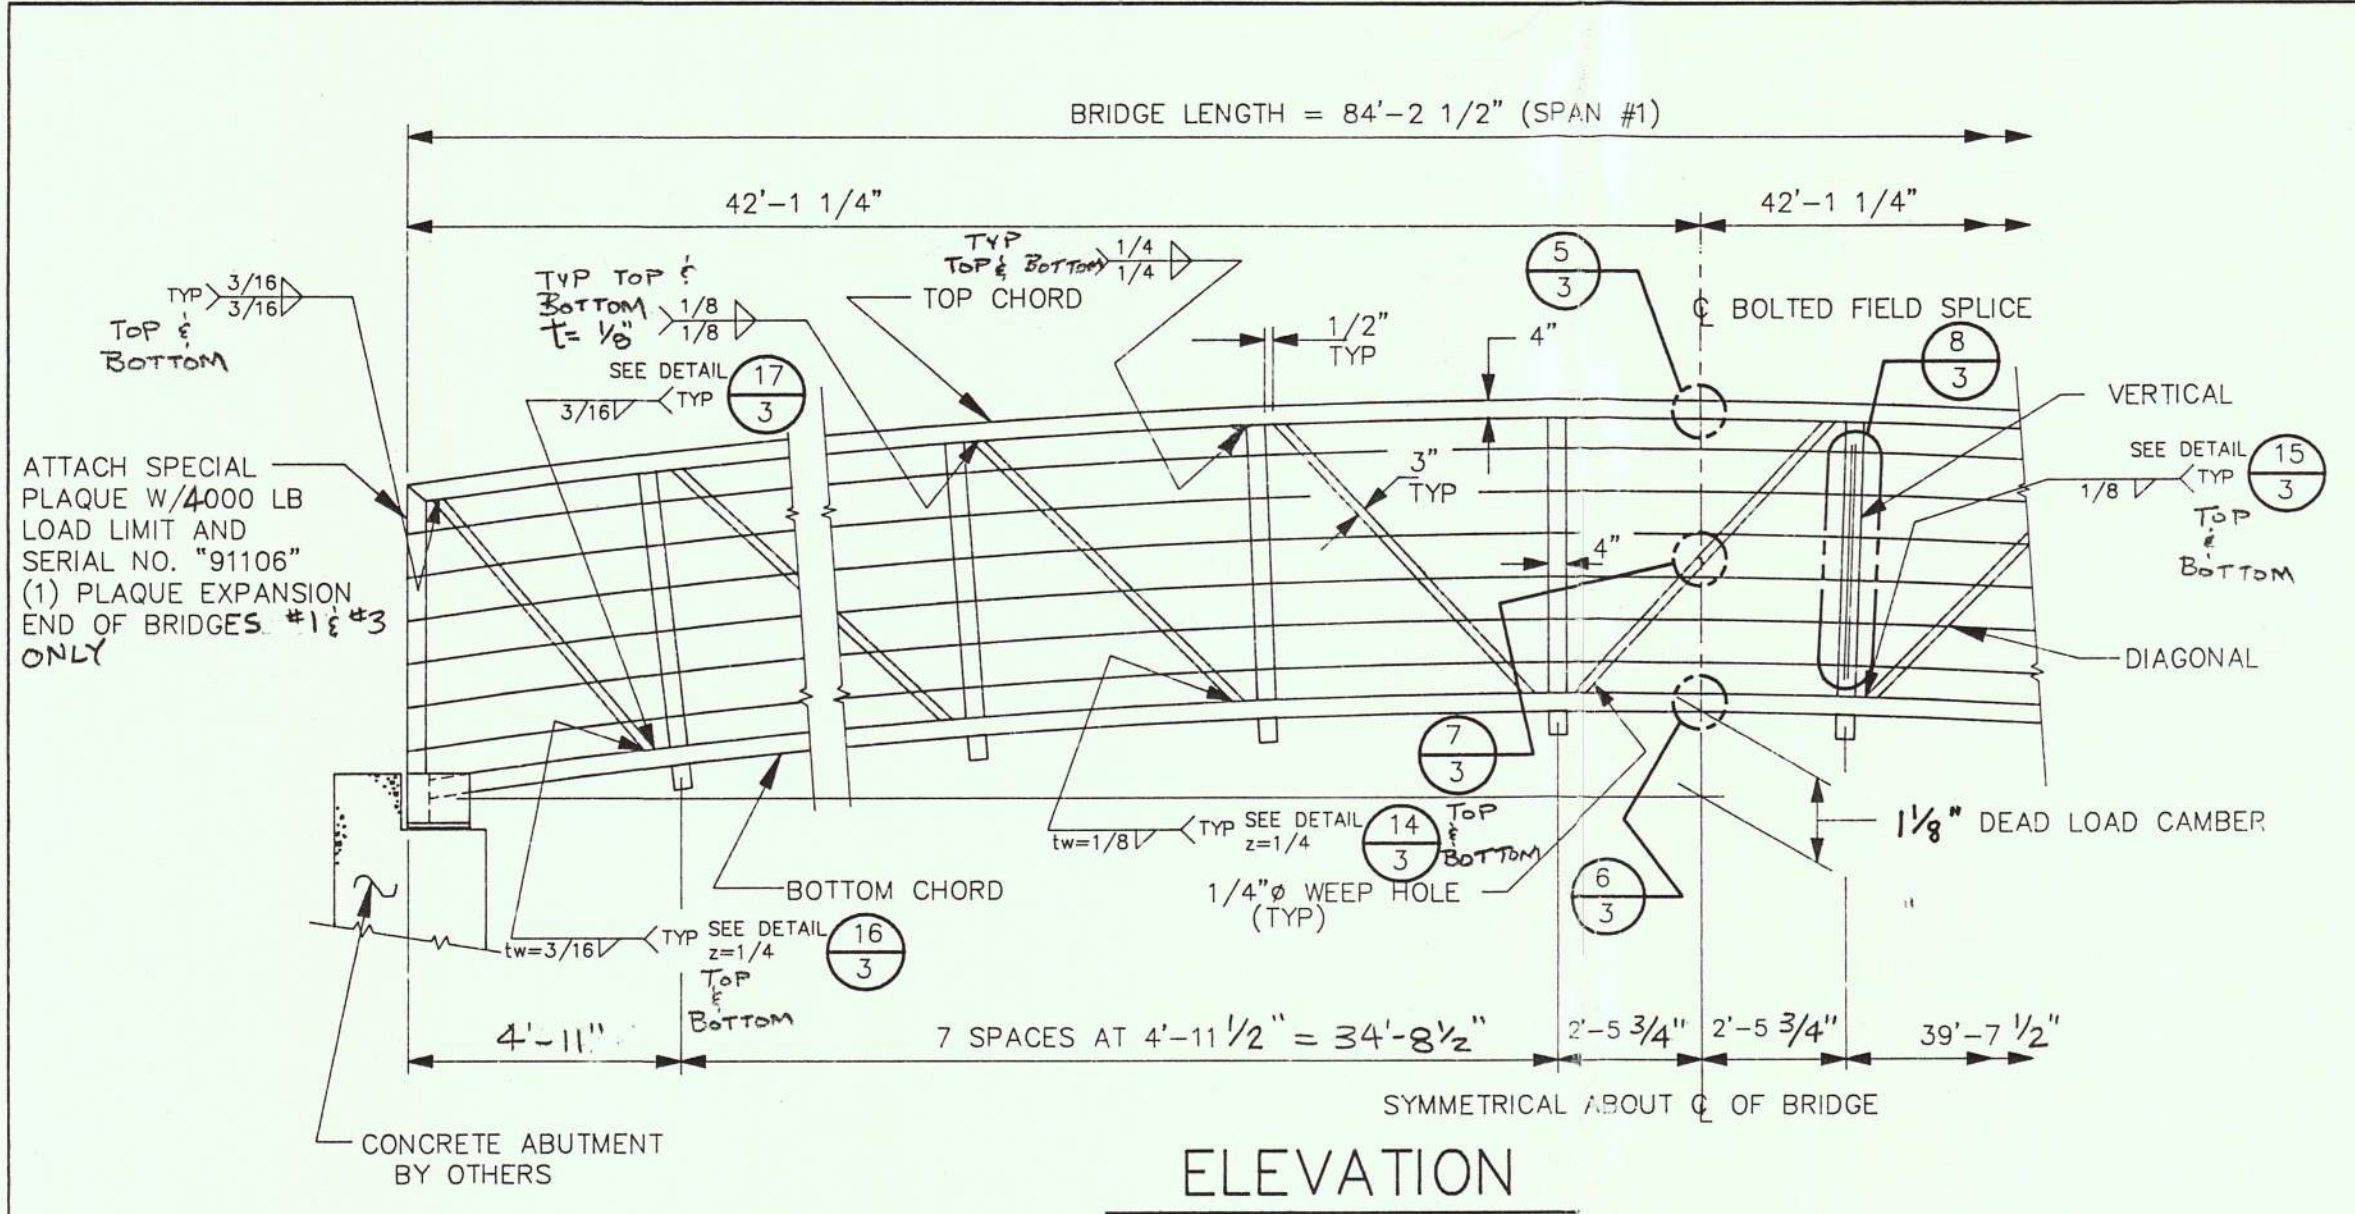 BRIDGE LENGTH = 84'-2 1/2" (SPAN #1)
42'-1 1/4"
42'-1 1/4"
TYP 3/16
3/16
TOP &
BOTTOM
TYP TOP &
BOTTOM
t= 1/8"
1/8
1/8
TYP
TOP & BOTTOM
1/4
1/4
TOP CHORD
5
3
℄ BOLTED FIELD SPLICE
8
3
1/2"
TYP
4"
VERTICAL
SEE DETAIL
17
3
3/16
TYP
ATTACH SPECIAL
PLAQUE W/4000 LB
LOAD LIMIT AND
SERIAL NO. "91106"
(1) PLAQUE EXPANSION
END OF BRIDGES #1 & #3
ONLY
3"
TYP
4"
SEE DETAIL
15
3
1/8
TYP
TOP
&
BOTTOM
DIAGONAL
7
3
1 1/8" DEAD LOAD CAMBER
tw=1/8
TYP
SEE DETAIL
z=1/4
14
3
TOP
&
BOTTOM
BOTTOM CHORD
1/4"ø WEEP HOLE
(TYP)
6
3
tw=3/16
TYP
SEE DETAIL
z=1/4
16
3
TOP
&
BOTTOM
4'-11"
7 SPACES AT 4'-11 1/2" = 34'-8 1/2"
2'-5 3/4"
2'-5 3/4"
39'-7 1/2"
SYMMETRICAL ABOUT ℄ OF BRIDGE
CONCRETE ABUTMENT
BY OTHERS
ELEVATION